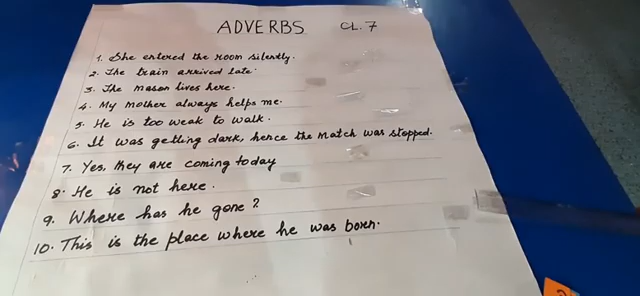 ADVERBS CL. 7
1. She entered the room silently.
2. The train arrived late.
3. The mason lives here.
4. My mother always helps me.
5. He is too weak to walk.
6. It was getting dark, hence the match was stopped.
7. Yes, they are coming today
8. He is not here.
9. Where has he gone?
10. This is the place where he was born.